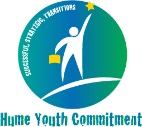 SUCCESSFUL, STRATEGIC, TRANSITIONS
Hume Youth Commitment